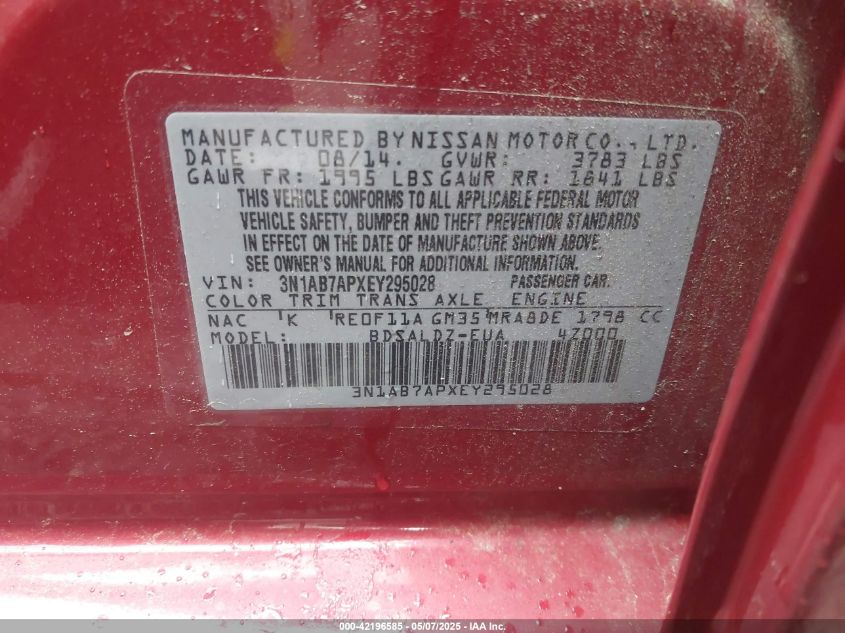 MANUFACTURED BY NISSAN MOTOR CO., LTD.
DATE: 08/14. GVWR: 3783 LBS
GAWR FR: 1995 LBS GAWR RR: 1841 LBS
THIS VEHICLE CONFORMS TO ALL APPLICABLE FEDERAL MOTOR
VEHICLE SAFETY, BUMPER AND THEFT PREVENTION STANDARDS
IN EFFECT ON THE DATE OF MANUFACTURE SHOWN ABOVE.
SEE OWNER'S MANUAL FOR ADDITIONAL INFORMATION.
VIN: 3N1AB7APXEY295028 PASSENGER CAR.
COLOR TRIM TRANS AXLE ENGINE
NAC K RE0F11A GM35 MRA8DE 1798 CC
MODEL: BDSALDZ-EUA 4Z000
3N1AB7APXEY295028
000-42196585 - 05/07/2025 - IAA Inc.